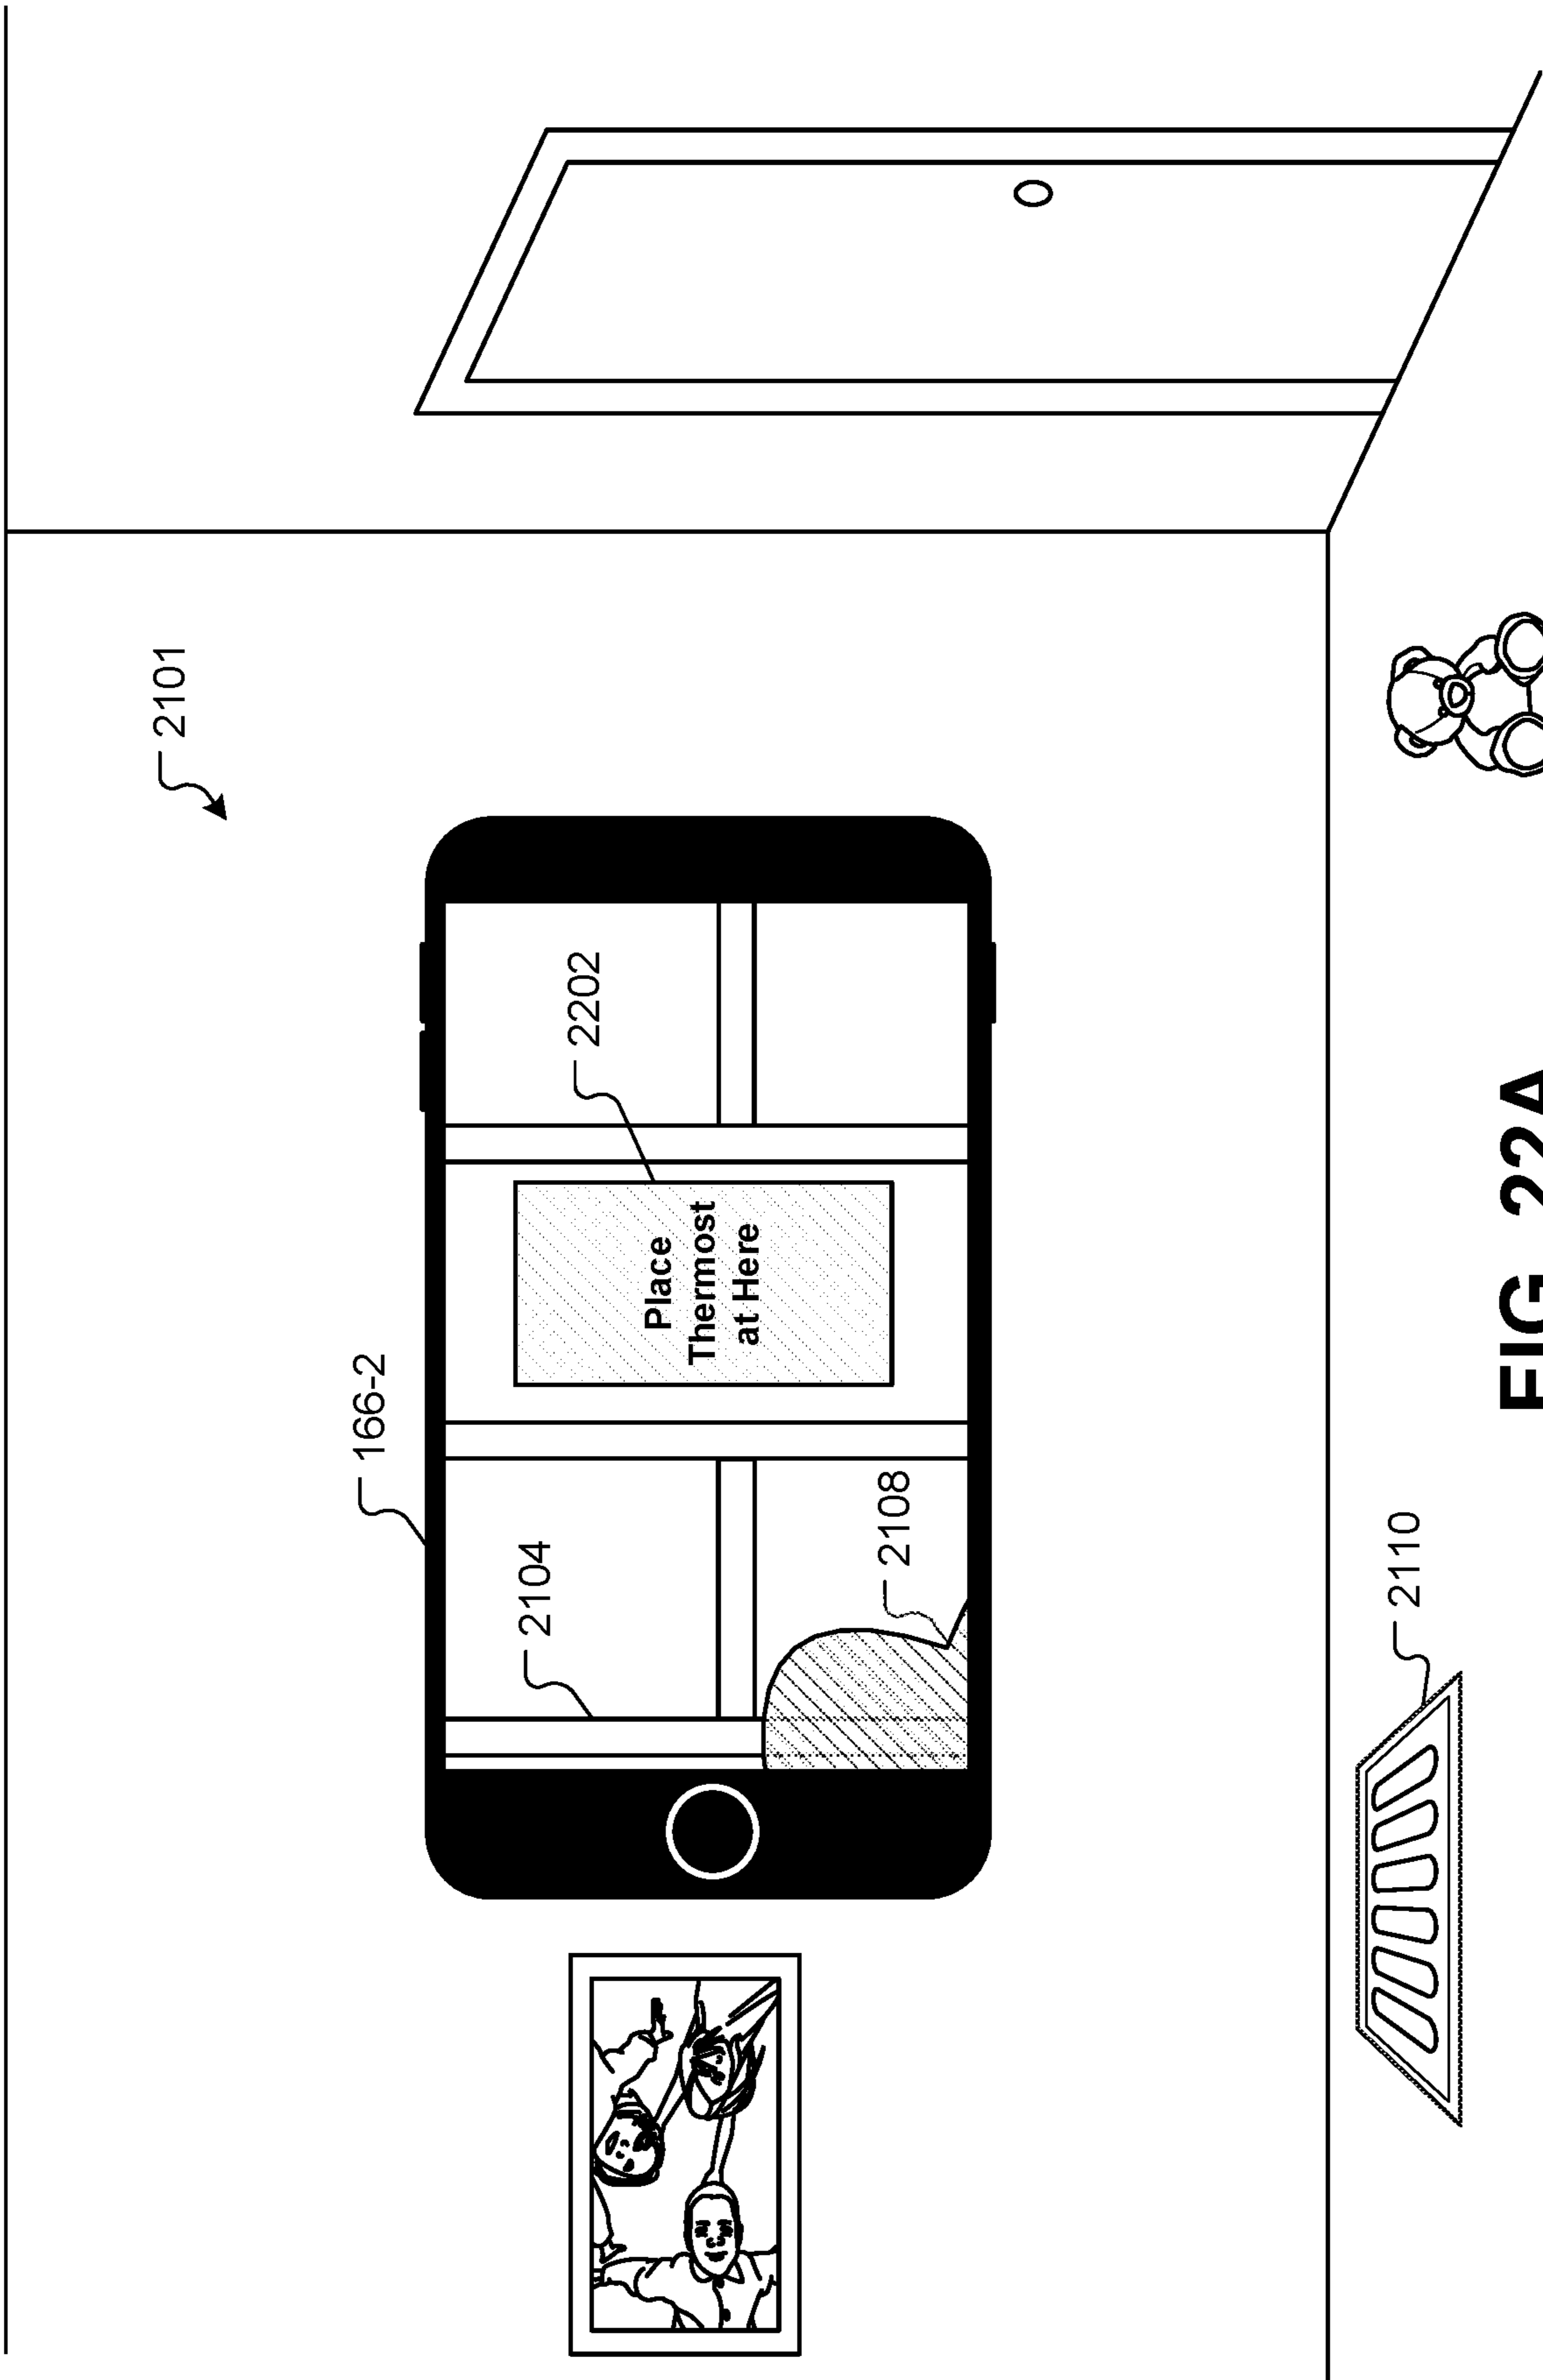 2101
166-2
2202
2104
Place
Thermost
at Here
2108
2110
FIG. 22A